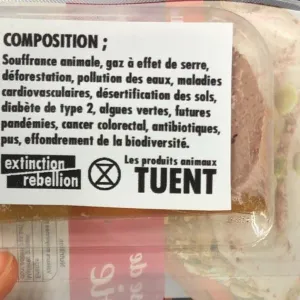 COMPOSITION ;
Souffrance animale, gaz à effet de serre,
déforestation, pollution des eaux, maladies
cardiovasculaires, désertification des sols,
diabète de type 2, algues vertes, futures
pandémies, cancer colorectal, antibiotiques,
pus, effondrement de la biodiversité.
extinction
rebellion
Les produits animaux
TUENT